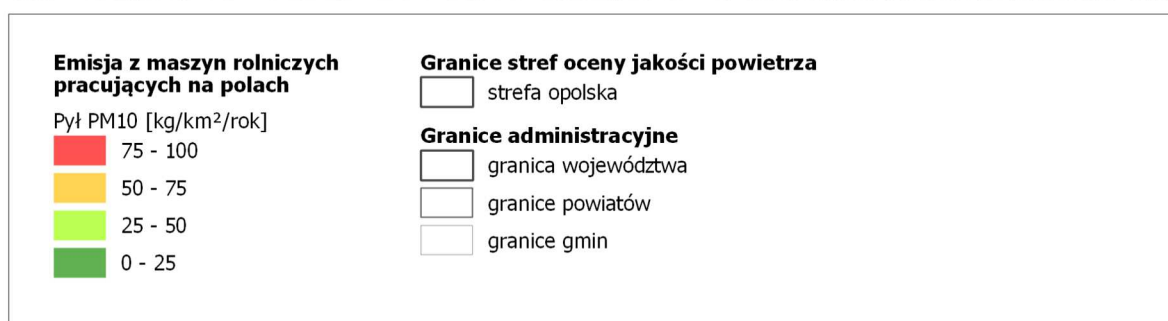 Emisja z maszyn rolniczych
pracujących na polach
Pył PM10 [kg/km²/rok]
75 - 100
50 - 75
25 - 50
0 - 25
Granice stref oceny jakości powietrza
strefa opolska
Granice administracyjne
granica województwa
granice powiatów
granice gmin